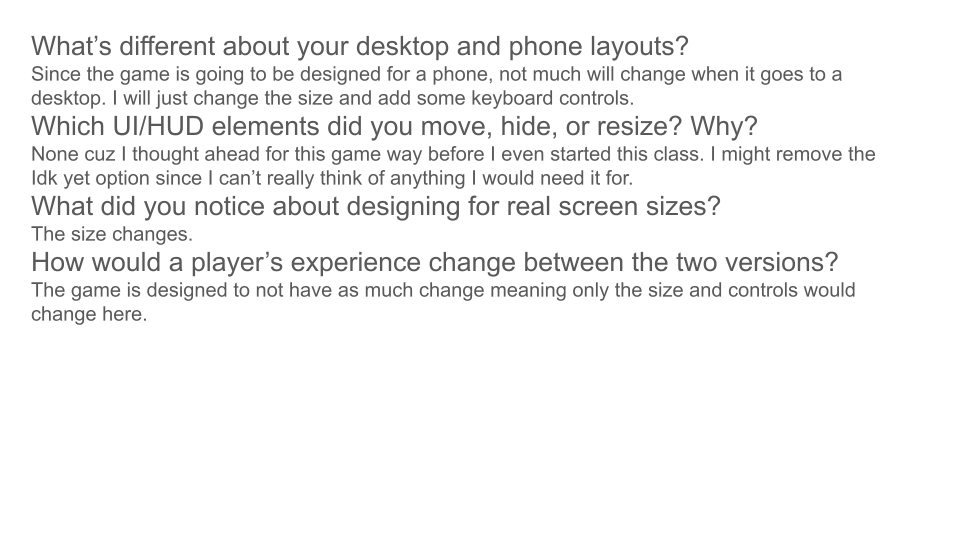 What’s different about your desktop and phone layouts?
Since the game is going to be designed for a phone, not much will change when it goes to a
desktop. I will just change the size and add some keyboard controls.
Which UI/HUD elements did you move, hide, or resize? Why?
None cuz I thought ahead for this game way before I even started this class. I might remove the
Idk yet option since I can’t really think of anything I would need it for.
What did you notice about designing for real screen sizes?
The size changes.
How would a player’s experience change between the two versions?
The game is designed to not have as much change meaning only the size and controls would
change here.